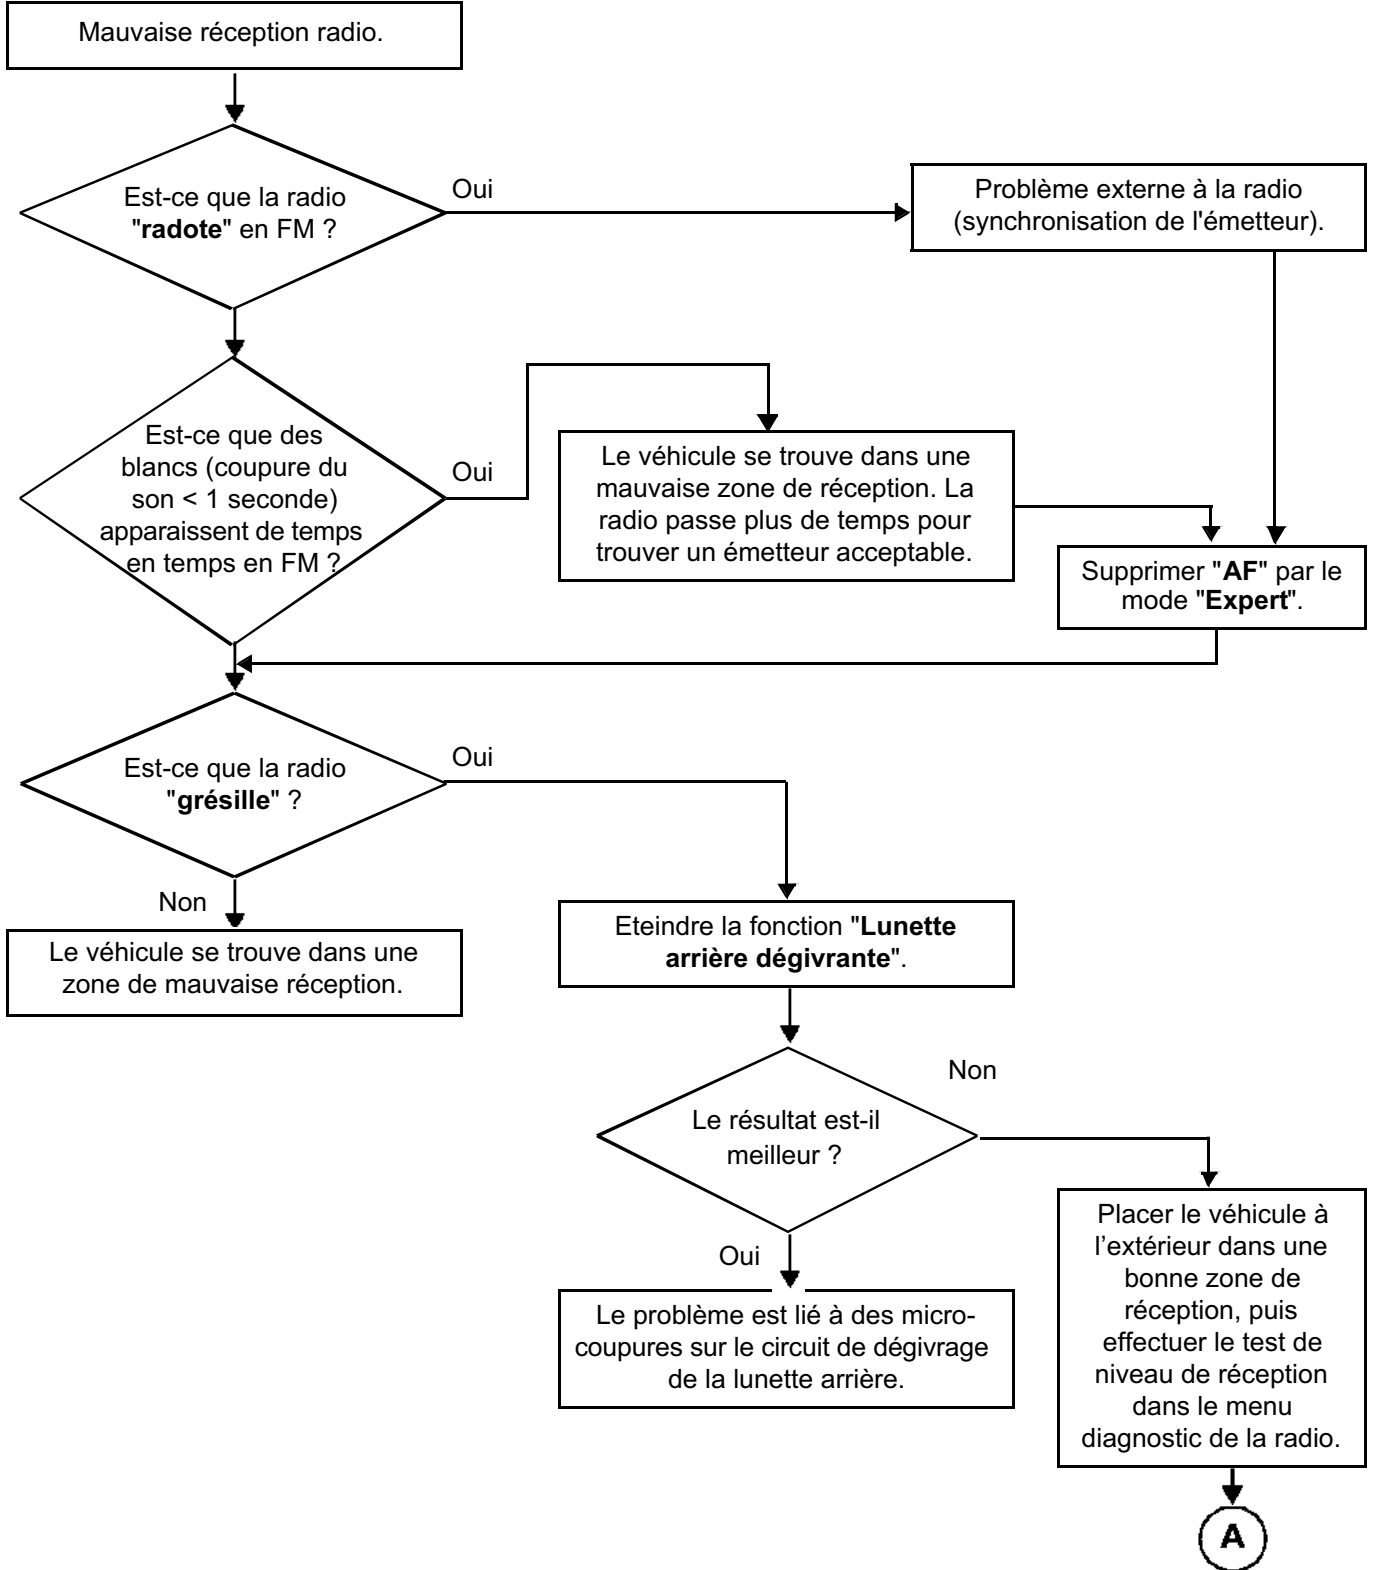 Mauvaise réception radio.
Est-ce que la radio
"radote" en FM ?
Oui
Problème externe à la radio
(synchronisation de l'émetteur).
Est-ce que des
blancs (coupure du
son < 1 seconde)
apparaissent de temps
en temps en FM ?
Oui
Le véhicule se trouve dans une
mauvaise zone de réception. La
radio passe plus de temps pour
trouver un émetteur acceptable.
Supprimer "AF" par le
mode "Expert".
Est-ce que la radio
"grésille" ?
Oui
Non
Le véhicule se trouve dans une
zone de mauvaise réception.
Eteindre la fonction "Lunette
arrière dégivrante".
Le résultat est-il
meilleur ?
Non
Oui
Le problème est lié à des micro-
coupures sur le circuit de dégivrage
de la lunette arrière.
Placer le véhicule à
l’extérieur dans une
bonne zone de
réception, puis
effectuer le test de
niveau de réception
dans le menu
diagnostic de la radio.
A